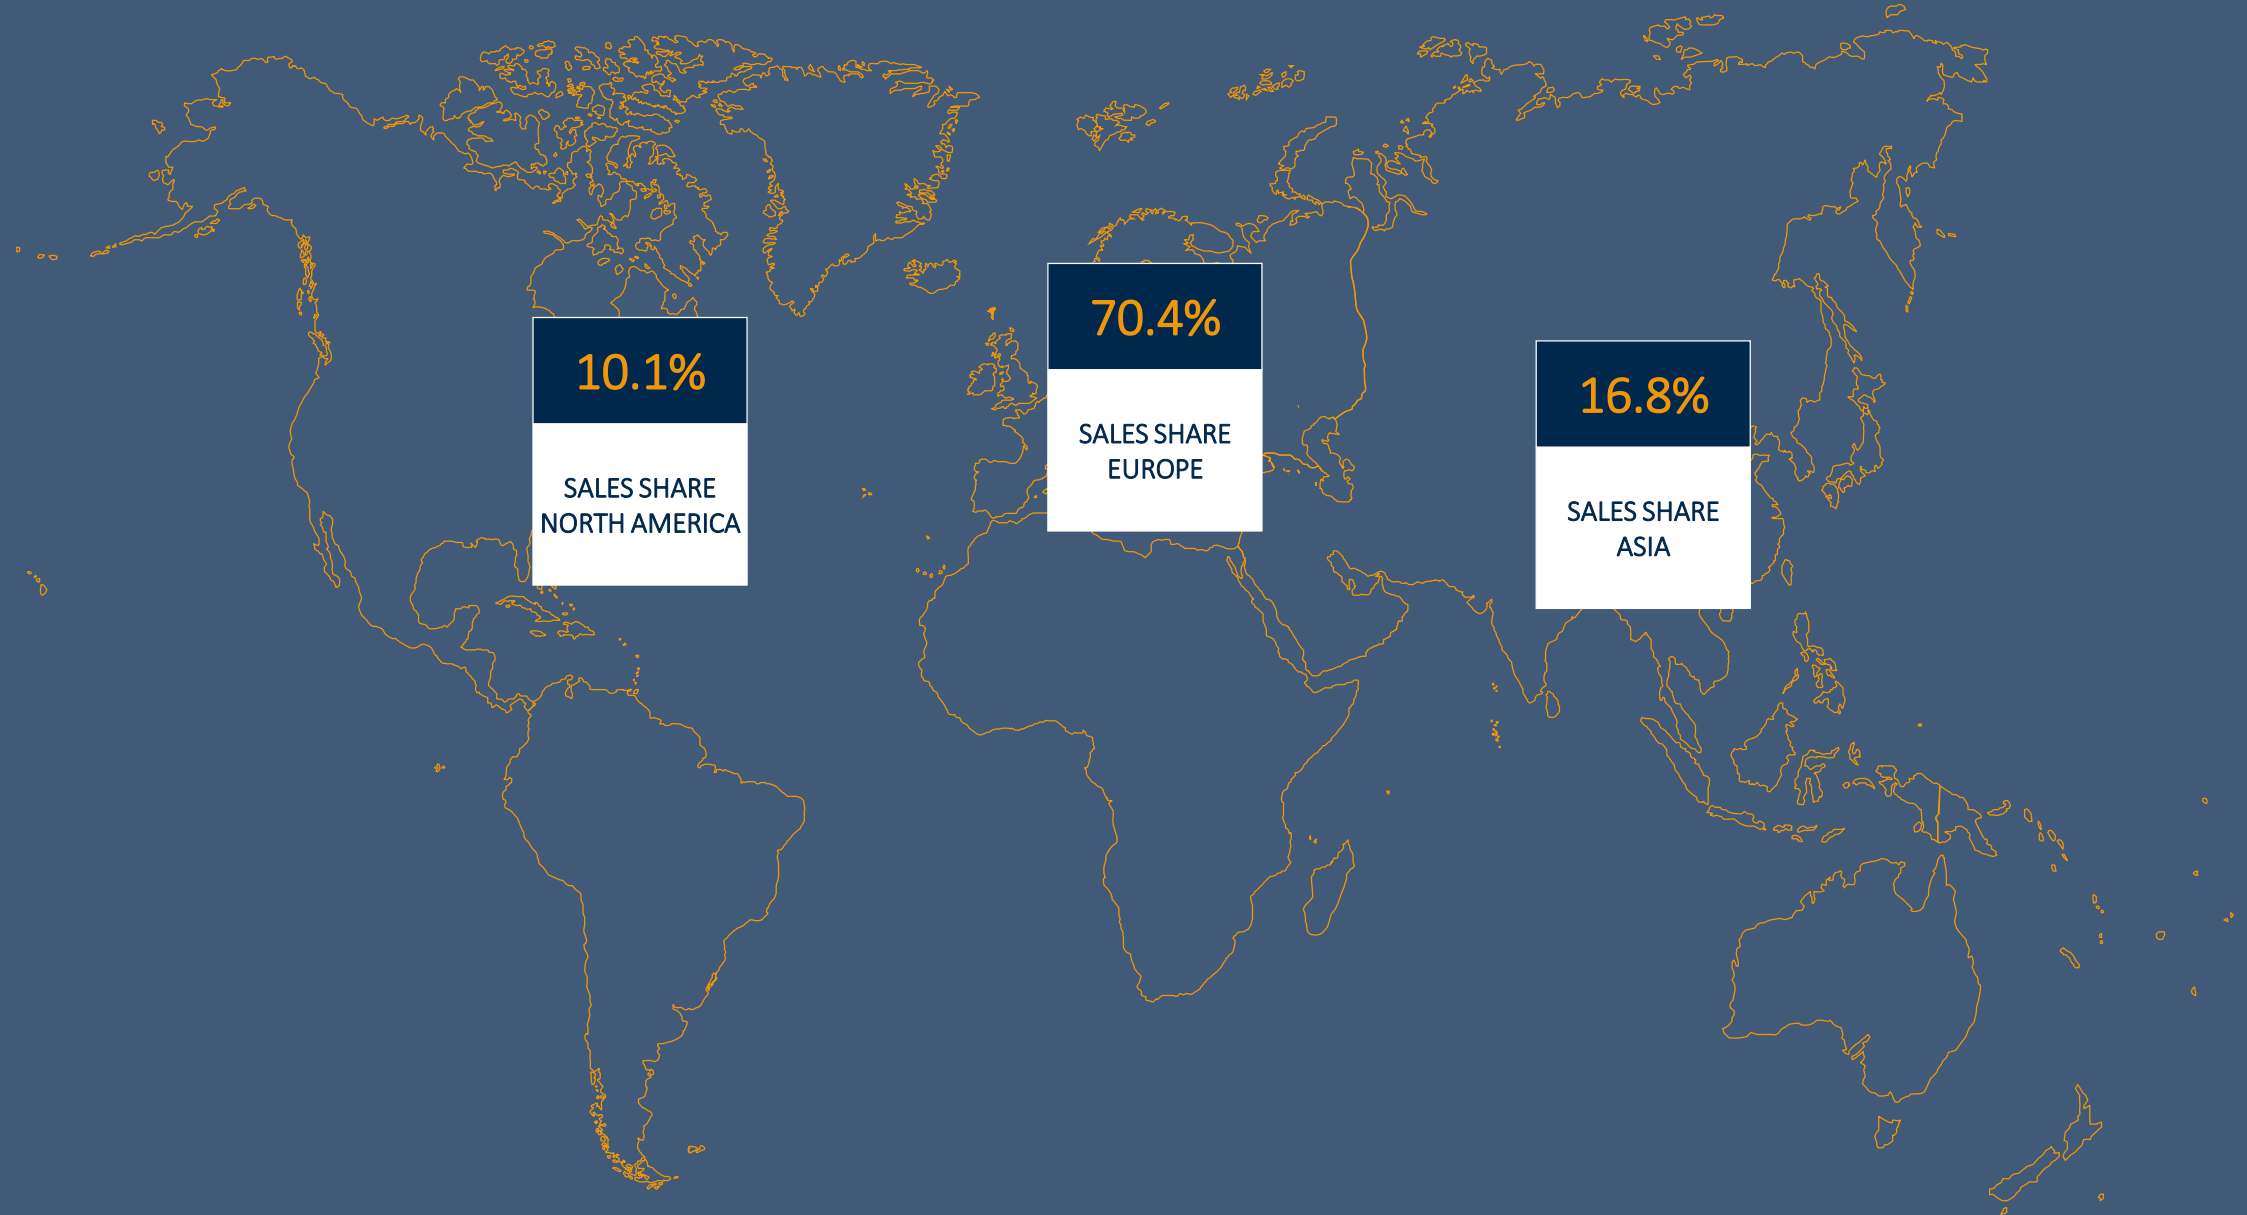 10.1%
SALES SHARE
NORTH AMERICA
70.4%
SALES SHARE
EUROPE
16.8%
SALES SHARE
ASIA